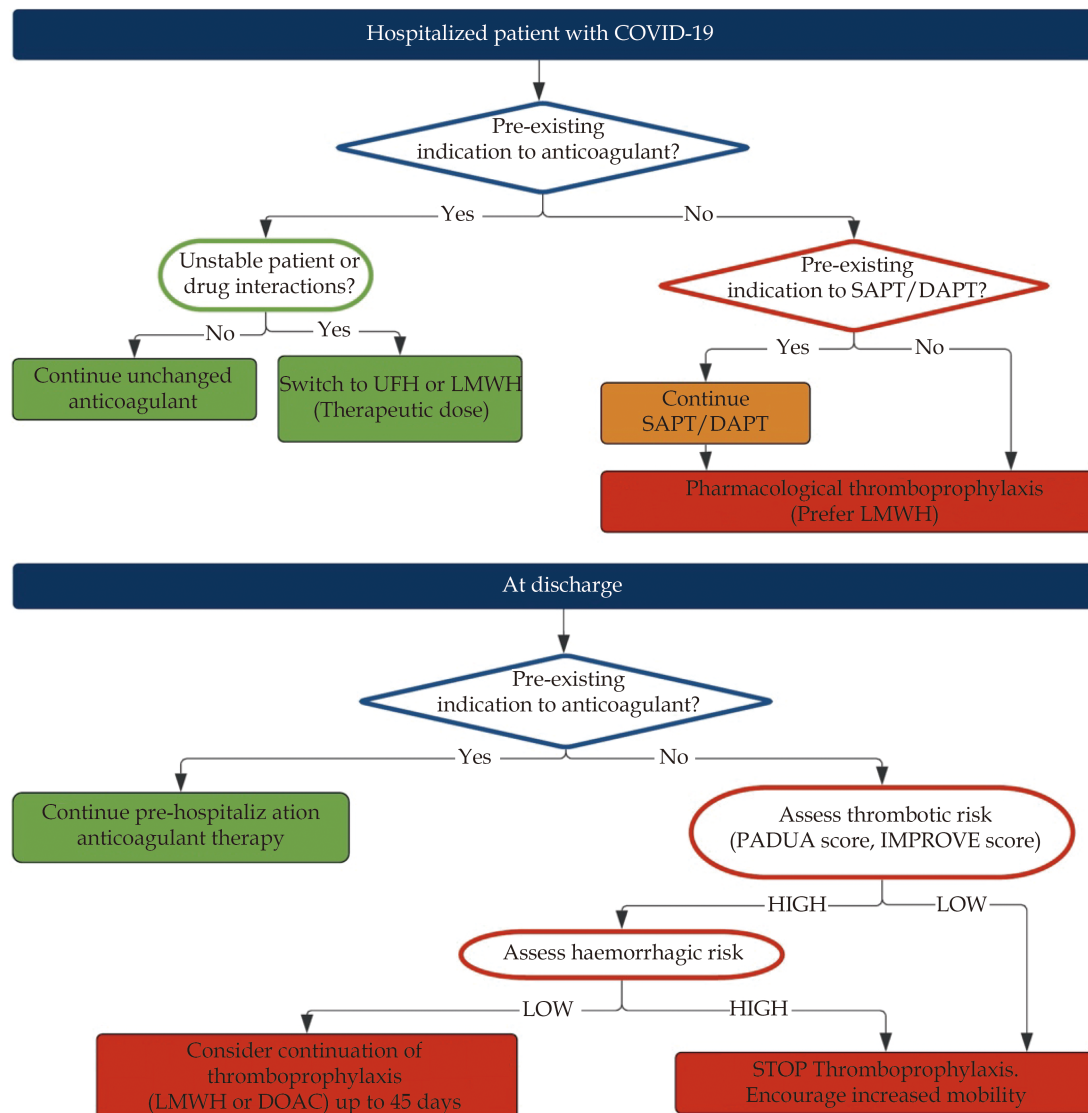 Hospitalized patient with COVID-19
Pre-existing
indication to anticoagulant?
Yes
No
Unstable patient or
drug interactions?
Pre-existing
indication to SAPT/DAPT?
No
Yes
Yes
No
Continue unchanged
anticoagulant
Switch to UFH or LMWH
(Therapeutic dose)
Continue
SAPT/DAPT
Pharmacological thromboprophylaxis
(Prefer LMWH)
At discharge
Pre-existing
indication to anticoagulant?
Yes
No
Continue pre-hospitaliz ation
anticoagulant therapy
Assess thrombotic risk
(PADUA score, IMPROVE score)
HIGH
LOW
Assess haemorrhagic risk
LOW
HIGH
Consider continuation of
thromboprophylaxis
(LMWH or DOAC) up to 45 days
STOP Thromboprophylaxis.
Encourage increased mobility